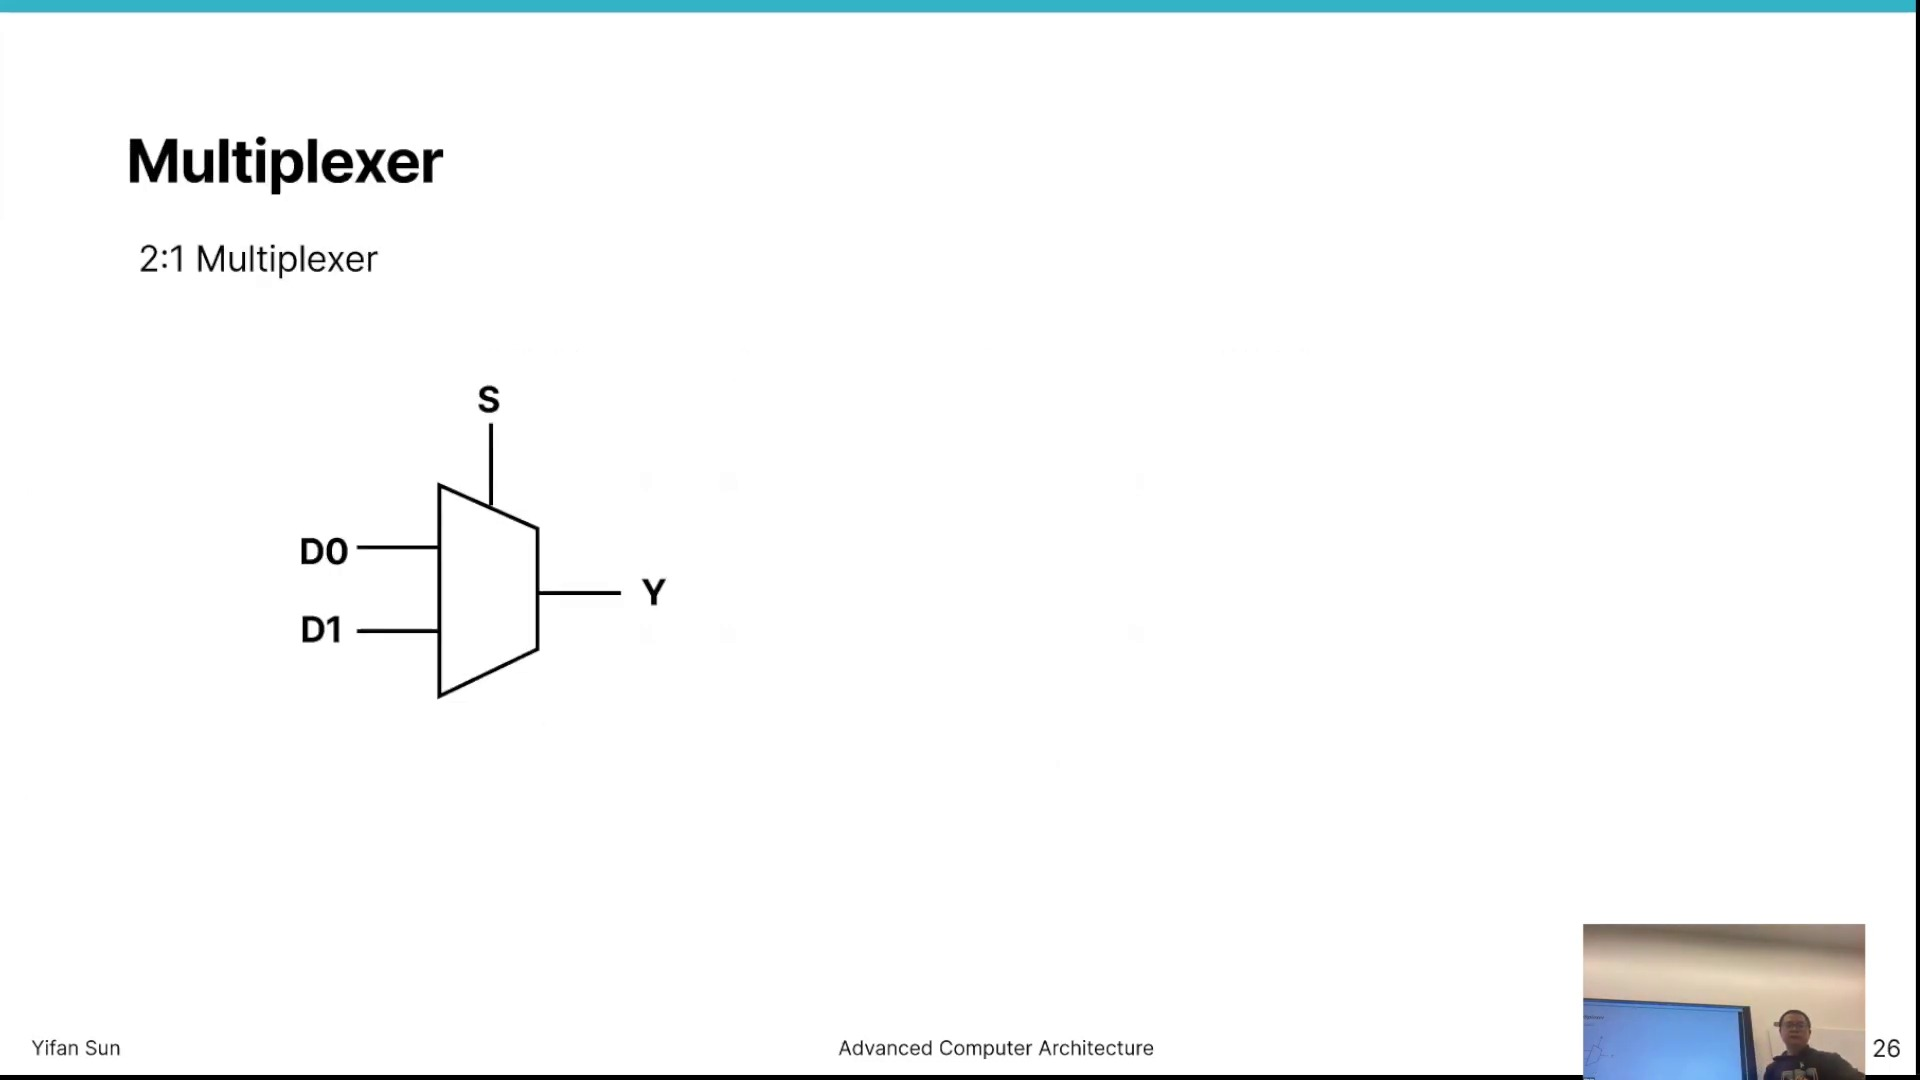 Multiplexer
2:1 Multiplexer
S
D0
D1
Y
Yifan Sun
Advanced Computer Architecture
26